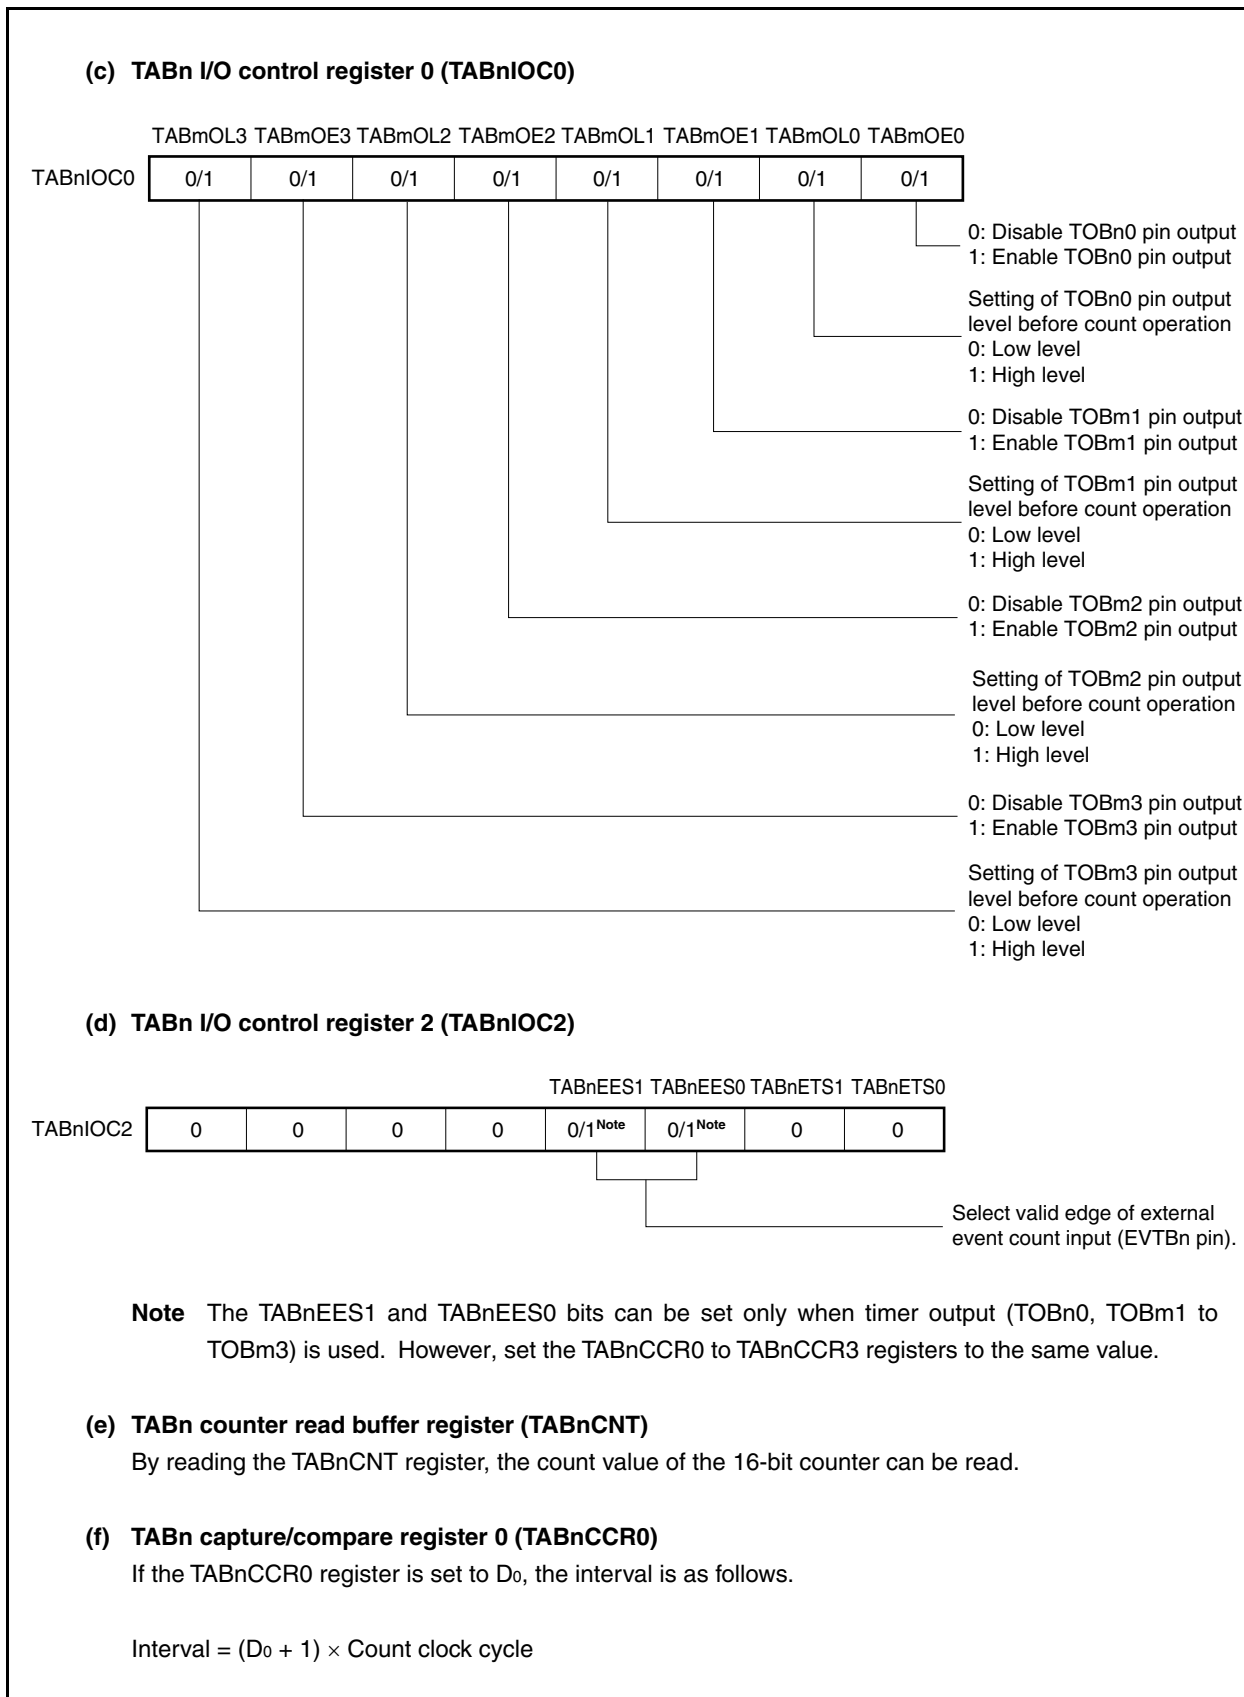 (c) TABn I/O control register 0 (TABnIOC0)
TABmOL3 TABmOE3 TABmOL2 TABmOE2 TABmOL1 TABmOE1 TABmOL0 TABmOE0
TABnIOC0 0/1 0/1 0/1 0/1 0/1 0/1 0/1 0/1
0: Disable TOBn0 pin output
1: Enable TOBn0 pin output
Setting of TOBn0 pin output
level before count operation
0: Low level
1: High level
0: Disable TOBm1 pin output
1: Enable TOBm1 pin output
Setting of TOBm1 pin output
level before count operation
0: Low level
1: High level
0: Disable TOBm2 pin output
1: Enable TOBm2 pin output
Setting of TOBm2 pin output
level before count operation
0: Low level
1: High level
0: Disable TOBm3 pin output
1: Enable TOBm3 pin output
Setting of TOBm3 pin output
level before count operation
0: Low level
1: High level
(d) TABn I/O control register 2 (TABnIOC2)
TABnEES1 TABnEES0 TABnETS1 TABnETS0
TABnIOC2 0 0 0 0 0/1Note 0/1Note 0 0
Select valid edge of external
event count input (EVTBn pin).
Note The TABnEES1 and TABnEES0 bits can be set only when timer output (TOBn0, TOBm1 to
TOBm3) is used. However, set the TABnCCR0 to TABnCCR3 registers to the same value.
(e) TABn counter read buffer register (TABnCNT)
By reading the TABnCNT register, the count value of the 16-bit counter can be read.
(f) TABn capture/compare register 0 (TABnCCR0)
If the TABnCCR0 register is set to D0, the interval is as follows.
Interval = (D0 + 1) × Count clock cycle